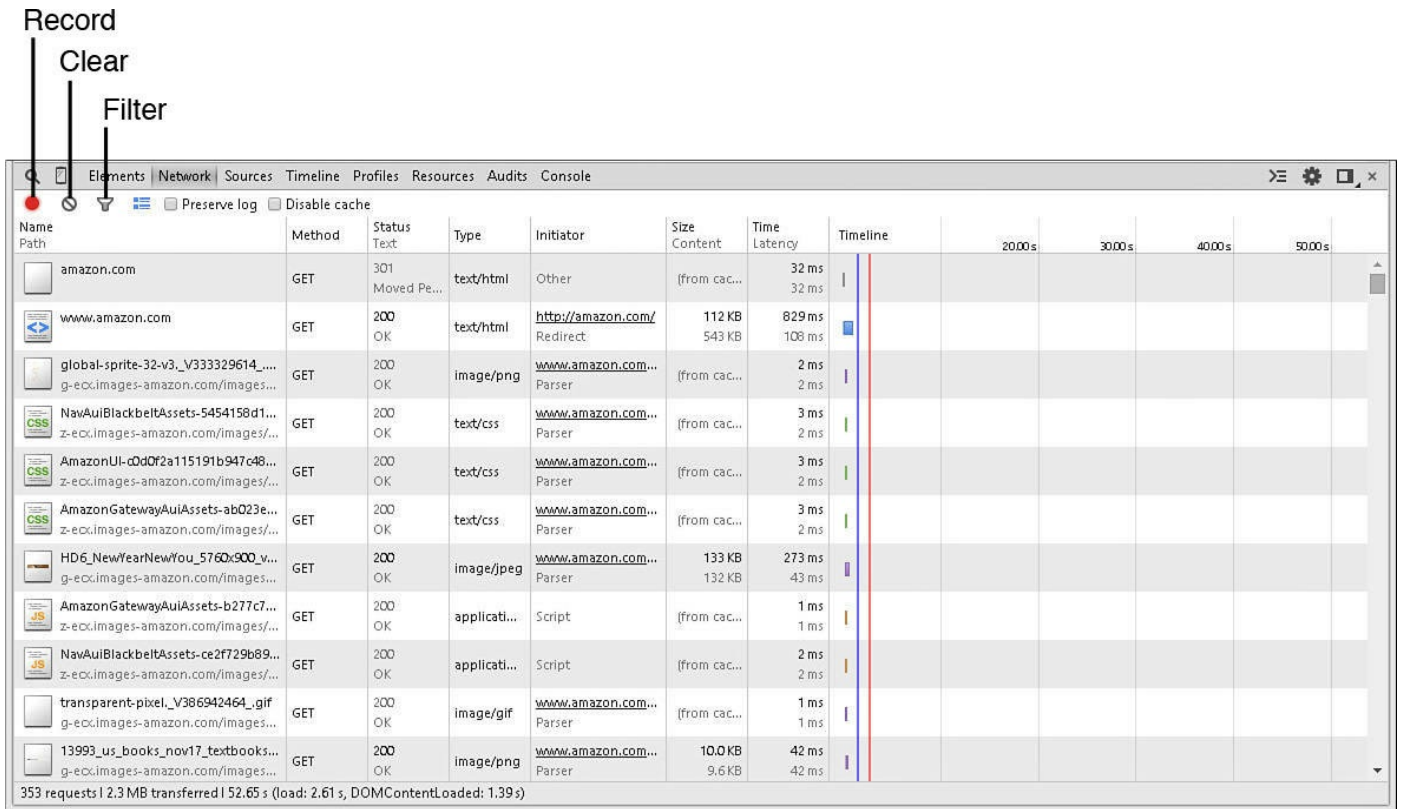 Record
Clear
Filter
Elements Network Sources Timeline Profiles Resources Audits Console
Preserve log Disable cache
Name Method Status Type Initiator Size Time Timeline
Path Text Content Latency 20.00 s 30.00 s 40.00 s 50.00 s
amazon.com GET 301 text/html Other (from cac... 32 ms
Moved Pe... 32 ms
www.amazon.com GET 200 text/html http://amazon.com/ 112 KB 829 ms
OK Redirect 543 KB 108 ms
global-sprite-32-v3._V333329614_.... GET 200 image/png www.amazon.com... (from cac... 2 ms
g-ecx.images-amazon.com/images... OK Parser 2 ms
CSS NavAuiBlackbeltAssets-5454158d1... GET 200 text/css www.amazon.com... (from cac... 3 ms
z-ecx.images-amazon.com/images/... OK Parser 2 ms
CSS AmazonUI-c0d0f2a115191b947c48... GET 200 text/css www.amazon.com... (from cac... 3 ms
z-ecx.images-amazon.com/images/... OK Parser 2 ms
CSS AmazonGatewayAuiAssets-ab023e... GET 200 text/css www.amazon.com... (from cac... 3 ms
z-ecx.images-amazon.com/images/... OK Parser 2 ms
HD6_NewYearNewYou_5760x900_v... GET 200 image/jpeg www.amazon.com... 133 KB 273 ms
g-ecx.images-amazon.com/images... OK Parser 132 KB 43 ms
JS AmazonGatewayAuiAssets-b277c7... GET 200 applicati... Script (from cac... 1 ms
z-ecx.images-amazon.com/images/... OK 1 ms
JS NavAuiBlackbeltAssets-ce2f729b89... GET 200 applicati... Script (from cac... 2 ms
z-ecx.images-amazon.com/images/... OK 2 ms
transparent-pixel._V386942464_.gif GET 200 image/gif www.amazon.com... (from cac... 1 ms
g-ecx.images-amazon.com/images... OK Parser 1 ms
13993_us_books_nov17_textbooks... GET 200 image/png www.amazon.com... 10.0 KB 42 ms
g-ecx.images-amazon.com/images... OK Parser 9.6 KB 42 ms
353 requests | 2.3 MB transferred | 52.65 s (load: 2.61 s, DOMContentLoaded: 1.39 s)